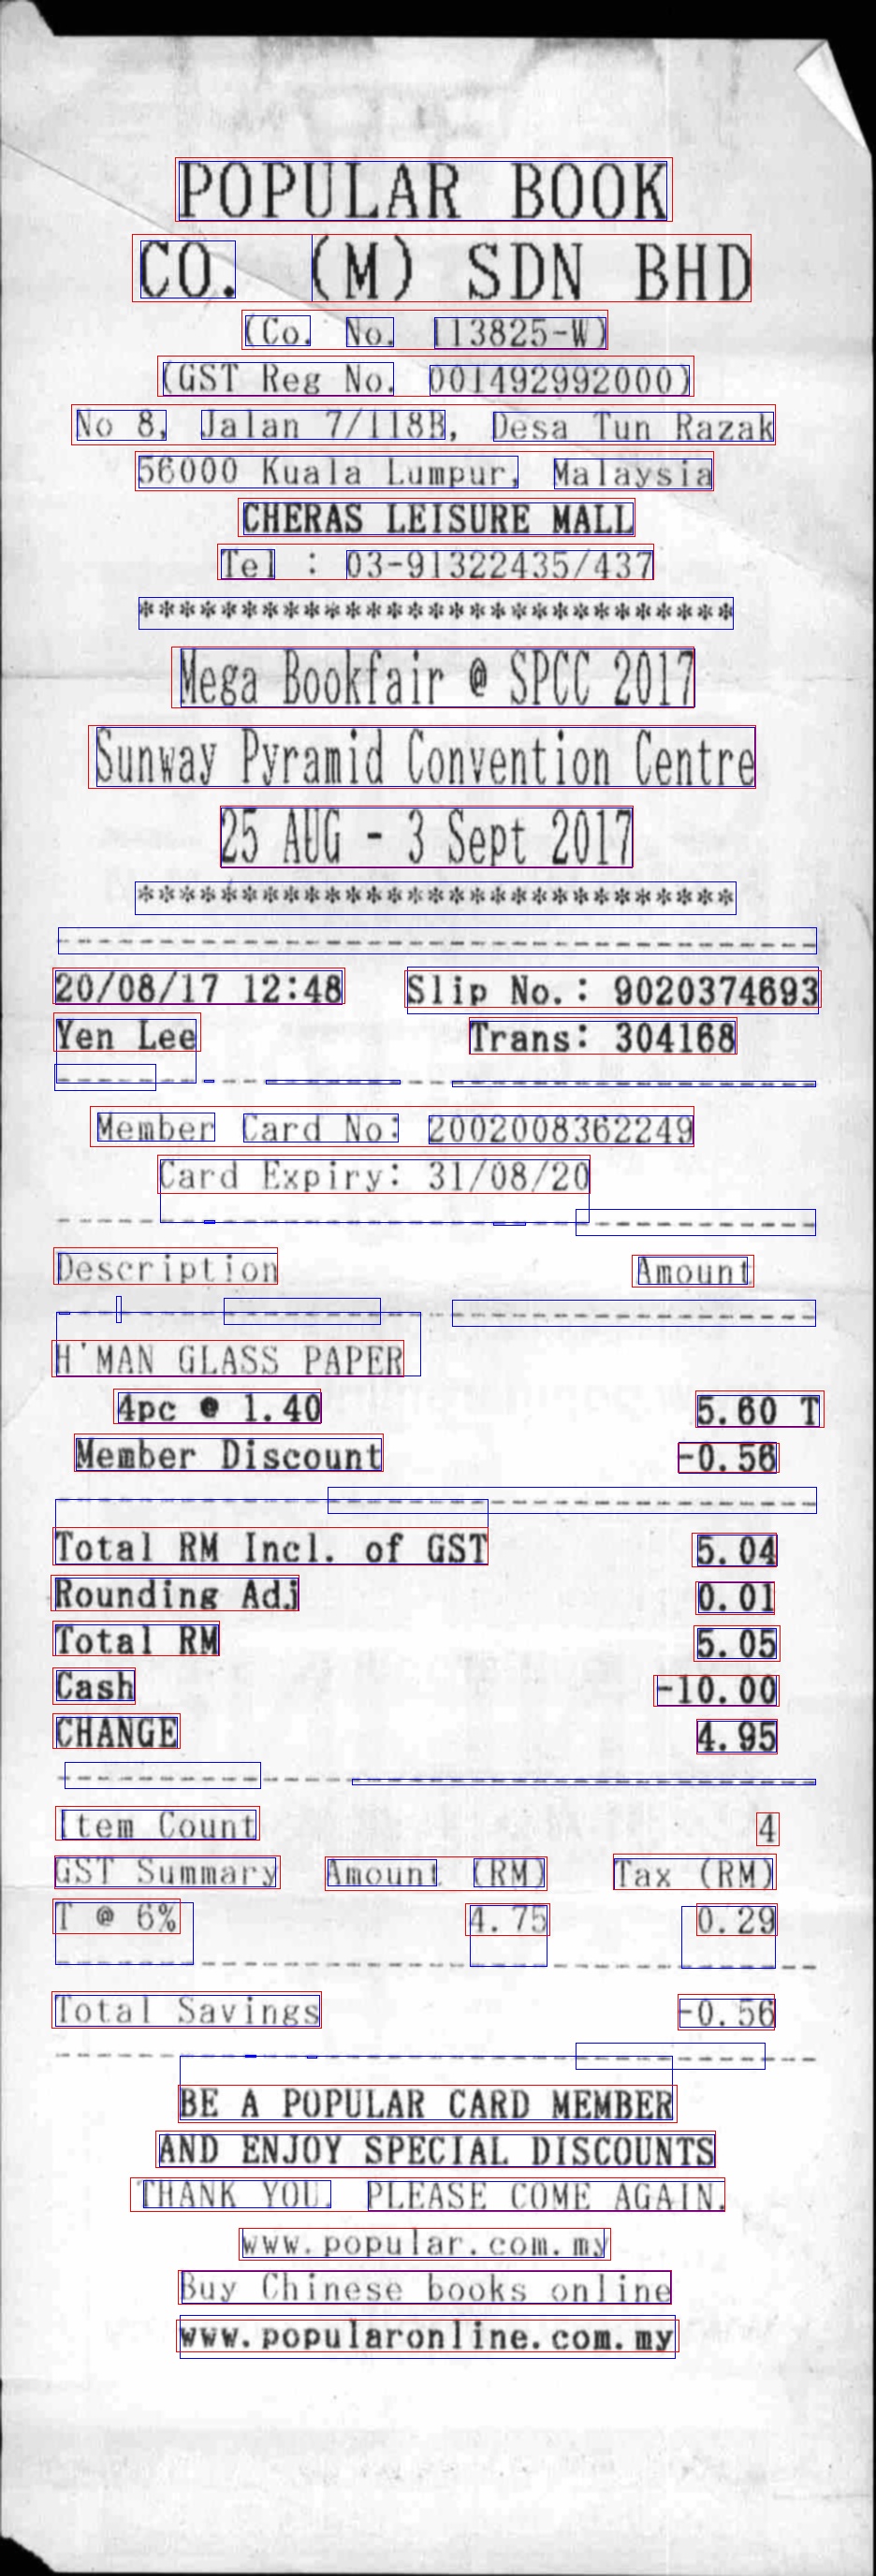 POPULAR BOOK
CO. (M) SDN BHD
(Co. No. 113825-W)
(GST Reg No. 001492992000)
No 8, Jalan 7/118B, Desa Tun Razak
56000 Kuala Lumpur, Malaysia
CHERAS LEISURE MALL
Tel : 03-91322435/437
*****************************
Mega Bookfair @ SPCC 2017
Sunway Pyramid Convention Centre
25 AUG - 3 Sept 2017
*****************************
-------------------------------------
20/08/17 12:48 Slip No.: 9020374693
Yen Lee Trans: 304168
-------------------------------------
Member Card No: 2002008362249
Card Expiry: 31/08/20
-------------------------------------
Description Amount
-------------------------------------
H'MAN GLASS PAPER
4pc @ 1.40 5.60 T
Member Discount -0.56
-------------------------------------
Total RM Incl. of GST 5.04
Rounding Adj 0.01
Total RM 5.05
Cash -10.00
CHANGE 4.95
-------------------------------------
Item Count 4
GST Summary Amount (RM) Tax (RM)
T @ 6% 4.75 0.29
-------------------------------------
Total Savings -0.56
-------------------------------------
BE A POPULAR CARD MEMBER
AND ENJOY SPECIAL DISCOUNTS
THANK YOU. PLEASE COME AGAIN.
www.popular.com.my
Buy Chinese books online
www.popularonline.com.my